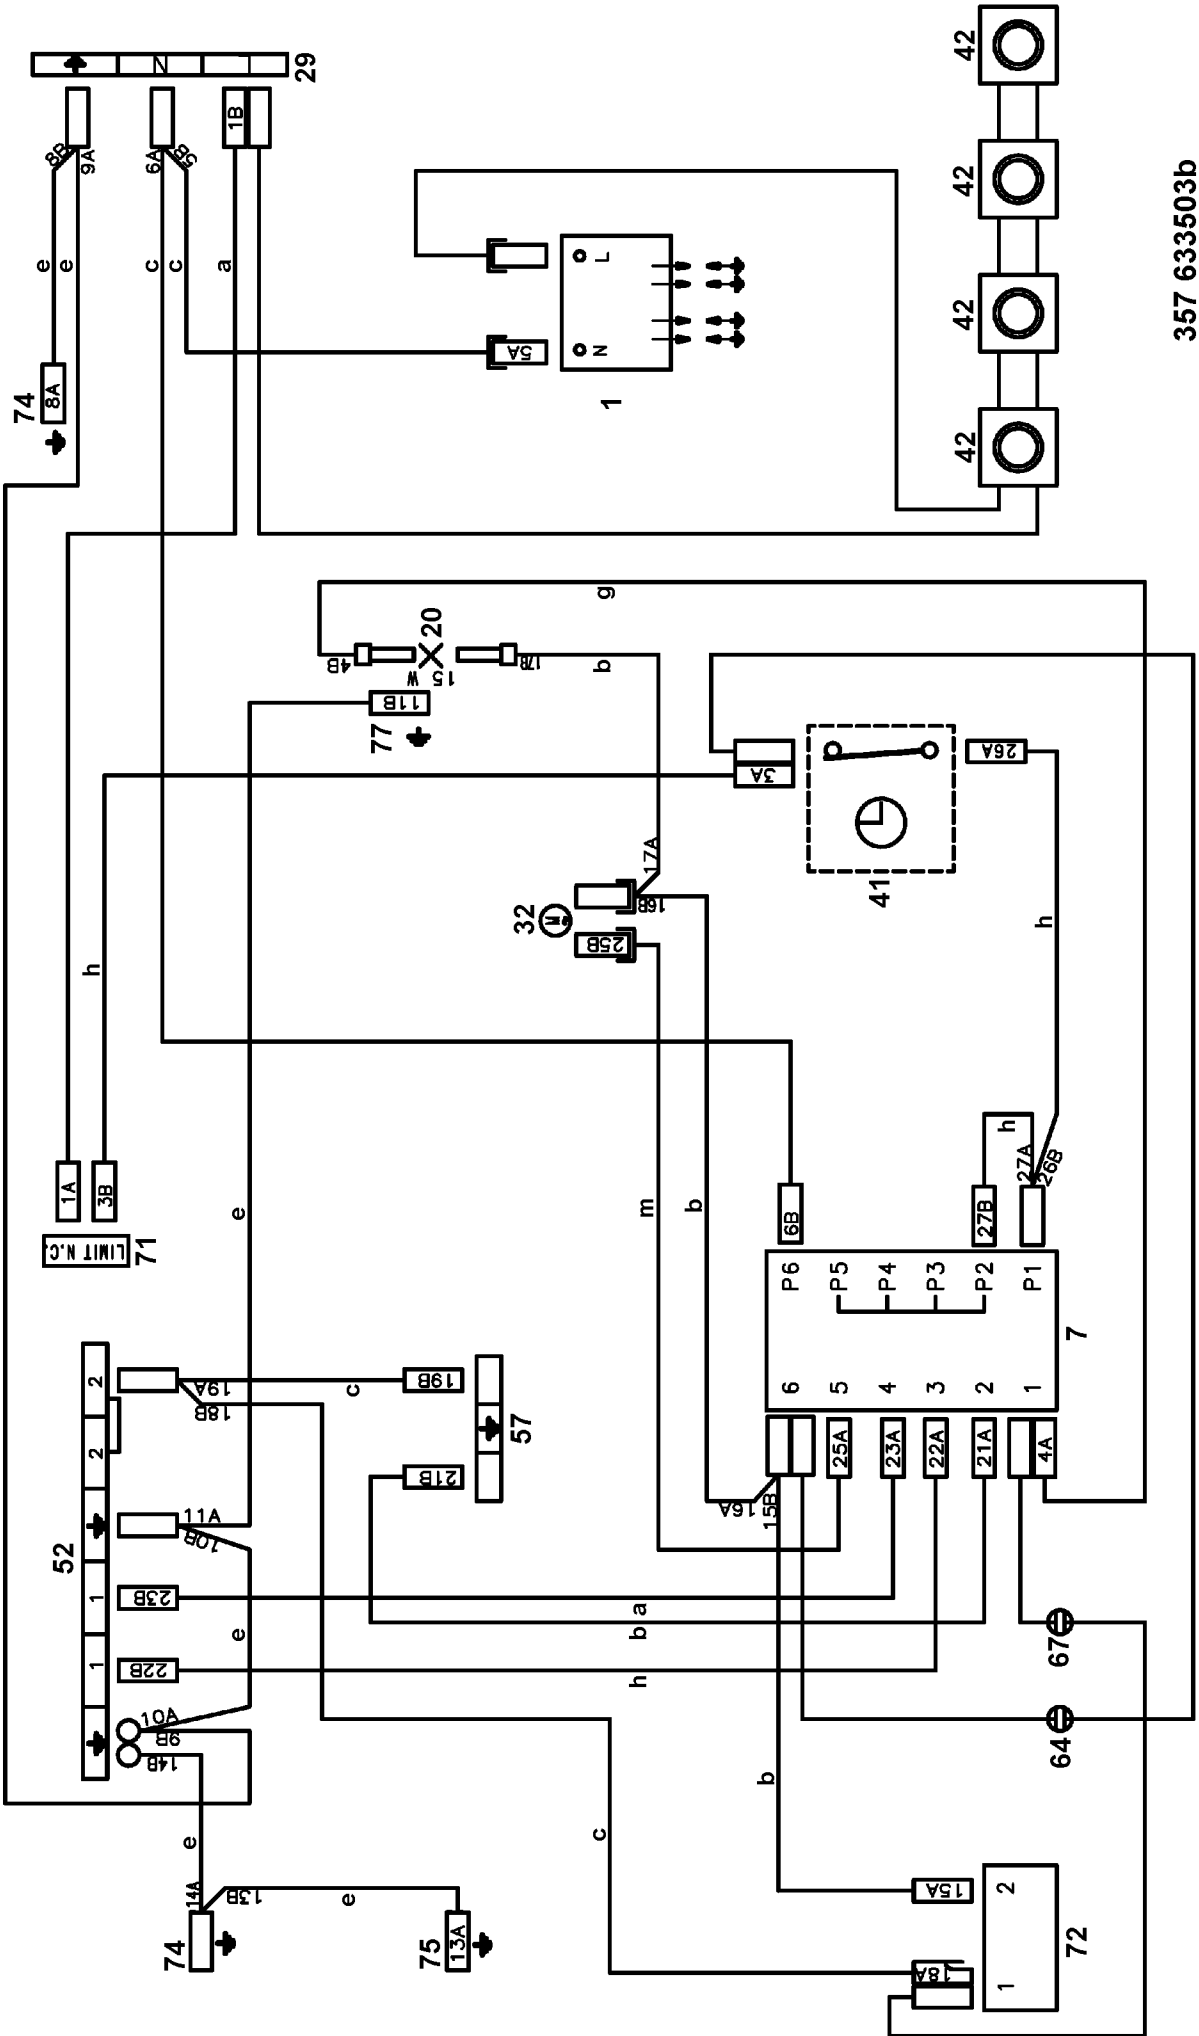 29
N
L
1B
8B
9A
6A
5B
e
e
c
c
a
74
8A
5A
N
L
1
42
42
42
42
357 633503b
g
4B
20
15 W
17B
b
77
11B
3A
26A
41
h
32
17A
16B
25B
h
h
27A
26B
27B
6B
m
b
e
1A
3B
LIMIT N.C.
71
P6
P5
P4
P3
P2
P1
6
5
4
3
2
1
7
25A
23A
22A
21A
4A
16A
15B
2
2
1
1
52
19A
18B
c
19B
57
21B
11A
10B
23B
22B
e
a
b
h
10A
9B
14B
67
64
b
c
e
14A
13B
e
74
75
13A
15A
18A
2
1
72